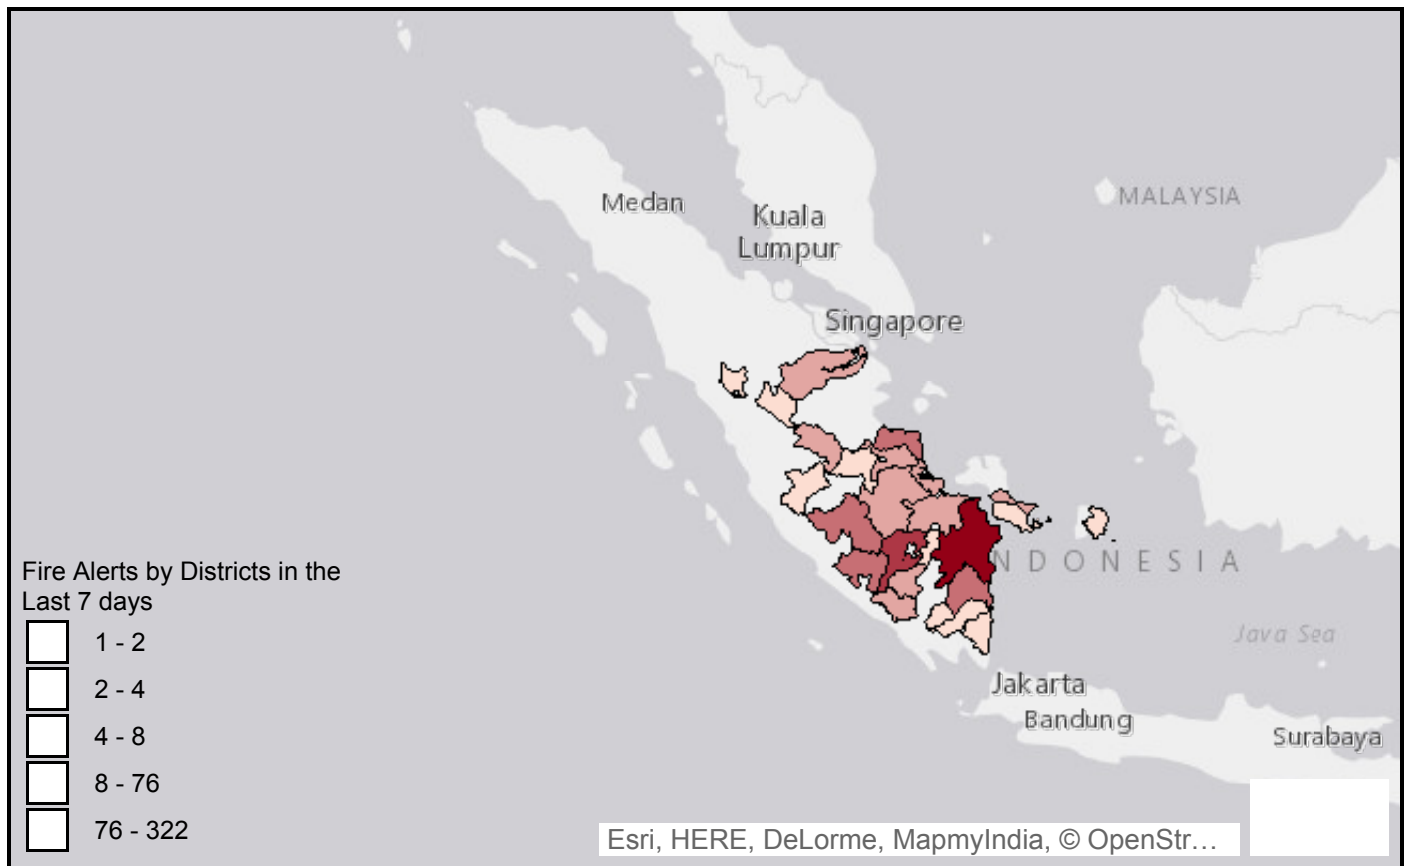 Medan
Kuala
Lumpur
MALAYSIA
Singapore
NDONESIA
Fire Alerts by Districts in the
Last 7 days
1 - 2
2 - 4
4 - 8
8 - 76
76 - 322
Java Sea
Jakarta
Bandung
Surabaya
Esri, HERE, DeLorme, MapmyIndia, © OpenStr…